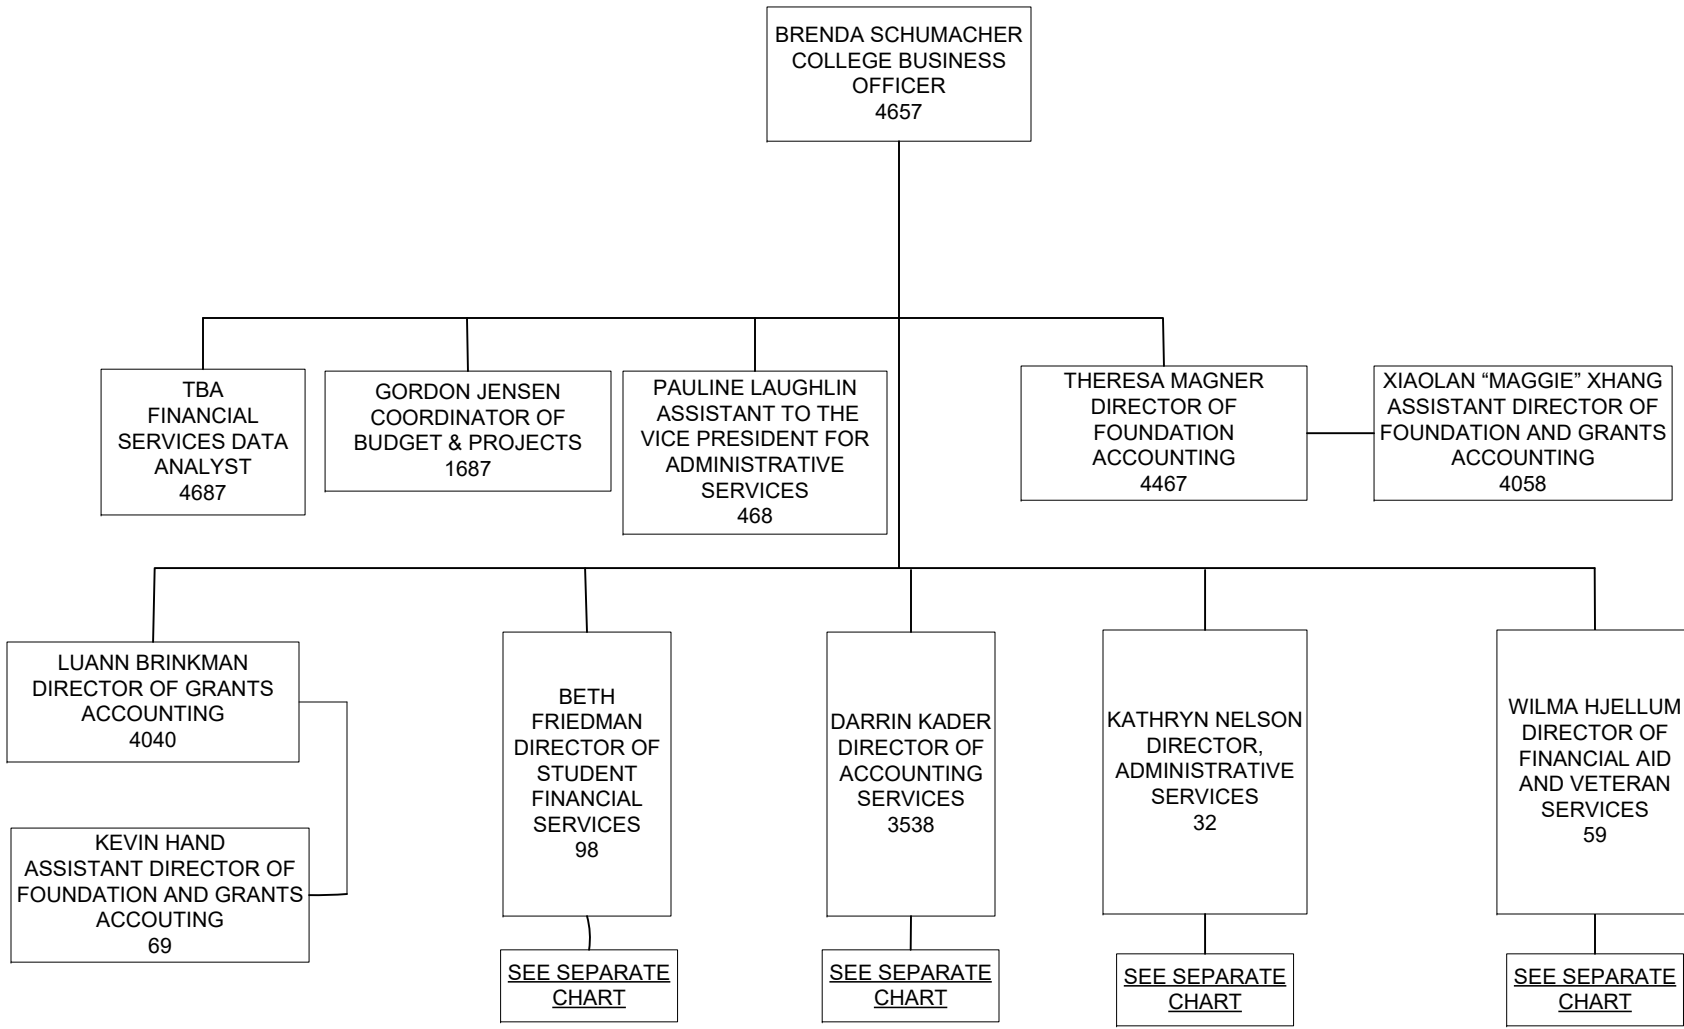 BRENDA SCHUMACHER
COLLEGE BUSINESS
OFFICER
4657
TBA
FINANCIAL
SERVICES DATA
ANALYST
4687
GORDON JENSEN
COORDINATOR OF
BUDGET & PROJECTS
1687
PAULINE LAUGHLIN
ASSISTANT TO THE
VICE PRESIDENT FOR
ADMINISTRATIVE
SERVICES
468
THERESA MAGNER
DIRECTOR OF
FOUNDATION
ACCOUNTING
4467
XIAOLAN “MAGGIE” XHANG
ASSISTANT DIRECTOR OF
FOUNDATION AND GRANTS
ACCOUNTING
4058
LUANN BRINKMAN
DIRECTOR OF GRANTS
ACCOUNTING
4040
KEVIN HAND
ASSISTANT DIRECTOR OF
FOUNDATION AND GRANTS
ACCOUTING
69
BETH
FRIEDMAN
DIRECTOR OF
STUDENT
FINANCIAL
SERVICES
98
SEE SEPARATE
CHART
DARRIN KADER
DIRECTOR OF
ACCOUNTING
SERVICES
3538
SEE SEPARATE
CHART
KATHRYN NELSON
DIRECTOR,
ADMINISTRATIVE
SERVICES
32
SEE SEPARATE
CHART
WILMA HJELLUM
DIRECTOR OF
FINANCIAL AID
AND VETERAN
SERVICES
59
SEE SEPARATE
CHART